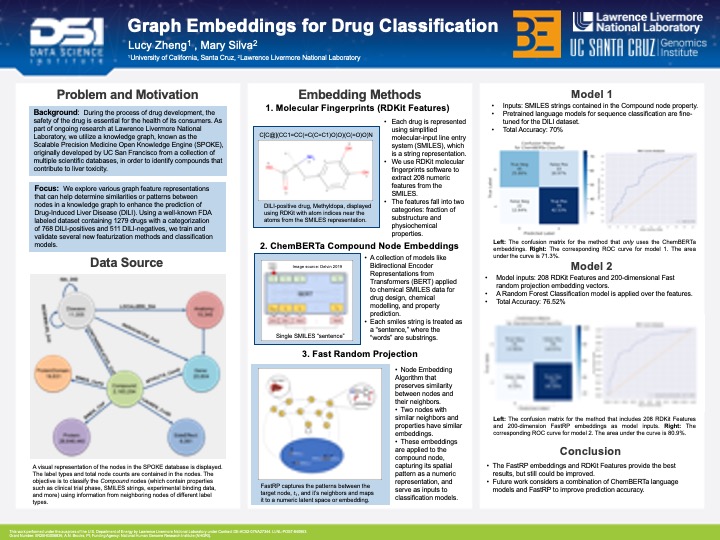 DSI
DATA SCIENCE
INSTITUTE
Graph Embeddings for Drug Classification
Lucy Zheng1 , Mary Silva2
1University of California, Santa Cruz, 2Lawrence Livermore National Laboratory
BE
Lawrence Livermore
National Laboratory
UC SANTA CRUZ Genomics
Institute
Problem and Motivation
Background: During the process of drug development, the
safety of the drug is essential for the health of its consumers. As
part of ongoing research at Lawrence Livermore National
Laboratory, we utilize a knowledge graph, known as the
Scalable Precision Medicine Open Knowledge Engine (SPOKE),
originally developed by UC San Francisco from a collection of
multiple scientific databases, in order to identify compounds that
contribute to liver toxicity.
Focus: We explore various graph feature representations
that can help determine similarities or patterns between
nodes in a knowledge graph to enhance the prediction of
Drug-Induced Liver Disease (DILI). Using a well-known FDA
labeled dataset containing 1279 drugs with a categorization
of 768 DILI-positives and 511 DILI-negatives, we train and
validate several new featurization methods and classification
models.
Data Source
Disease
Anatomy
Gene
Compound
Protein
A visual representation of the nodes in the SPOKE database is displayed.
The label types and total node counts are contained in the nodes. The
objective is to classify the Compound nodes (which contain properties
such as clinical trial phase, SMILES strings, experimental binding data,
and more) using information from neighboring nodes of different label
types.
Embedding Methods
1. Molecular Fingerprints (RDKit Features)
DILI-positive drug, Methyldopa, displayed
using RDKit with atom indices near the
atoms from the SMILES representation.
• Each drug is represented
using simplified
molecular-input line entry
system (SMILES), which
is a string representation.
• We use RDKit molecular
fingerprints software to
extract 208 numeric
features from the
SMILES.
• The features fall into two
categories: fraction of
substructure and
physiochemical
properties.
2. ChemBERTa Compound Node Embeddings
Image source: Delvin 2019
BERT
Single SMILES "sentence"
• A collection of models like
Bidirectional Encoder
Representations from
Transformers (BERT) applied
to chemical SMILES data for
drug design, chemical
modelling, and property
prediction.
• Each smiles string is treated
as a "sentence," where the
"words" are substrings.
3. Fast Random Projection
FastRP captures the patterns between the
target node, and it's neighbors and maps
it to a numeric latent space or embedding.
• Node Embedding
Algorithm that
preserves similarity
between nodes and
their neighbors.
• Two nodes with
similar neighbors and
properties have similar
embeddings.
• These embeddings
are applied to the
compound node,
capturing its spatial
pattern as a numeric
representation, and
serve as inputs to
classification models.
Model 1
• Inputs: SMILES strings contained in the Compound node property.
• Pretrained language models for sequence classification are fine-
tuned for the DILI dataset.
• Total Accuracy: 70%
Left: The confusion matrix for the method that only uses the ChemBERTa
embeddings. Right: The corresponding ROC curve for model 1. The area
under the curve is 71.3%.
Model 2
• Model inputs: 208 RDKit Features and 200-dimensional Fast
random projection embedding vectors.
• A Random Forest Classification model is applied over the features.
• Total Accuracy: 76.52%
Left: The confusion matrix for the method that includes 208 RDKit Features
and 200-dimension FastRP embeddings as model inputs. Right: The
corresponding ROC curve for model 2. The area under the curve is 80.9%.
Conclusion
• The FastRP embeddings and RDKit Features provide the best
results, but still could be improved.
• Future work considers a combination of ChemBERTa language
models and FastRP to improve prediction accuracy.